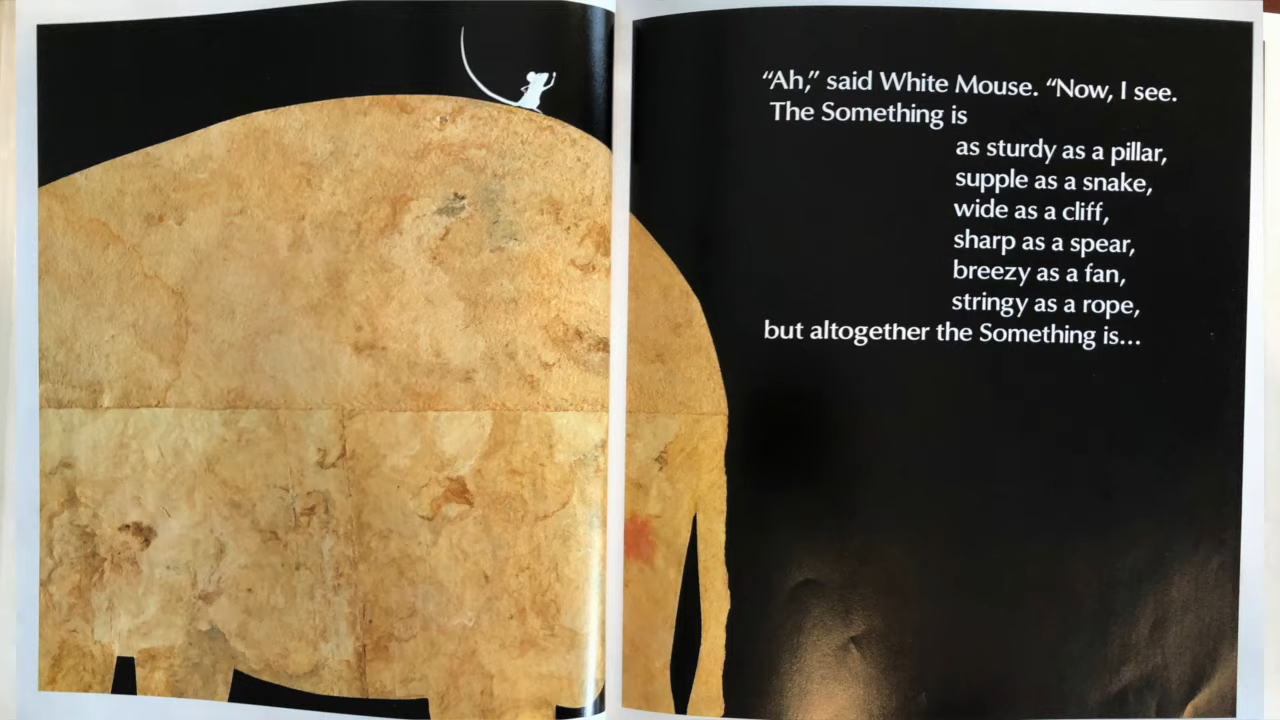 “Ah,” said White Mouse. “Now, I see.
The Something is
as sturdy as a pillar,
supple as a snake,
wide as a cliff,
sharp as a spear,
breezy as a fan,
stringy as a rope,
but altogether the Something is...